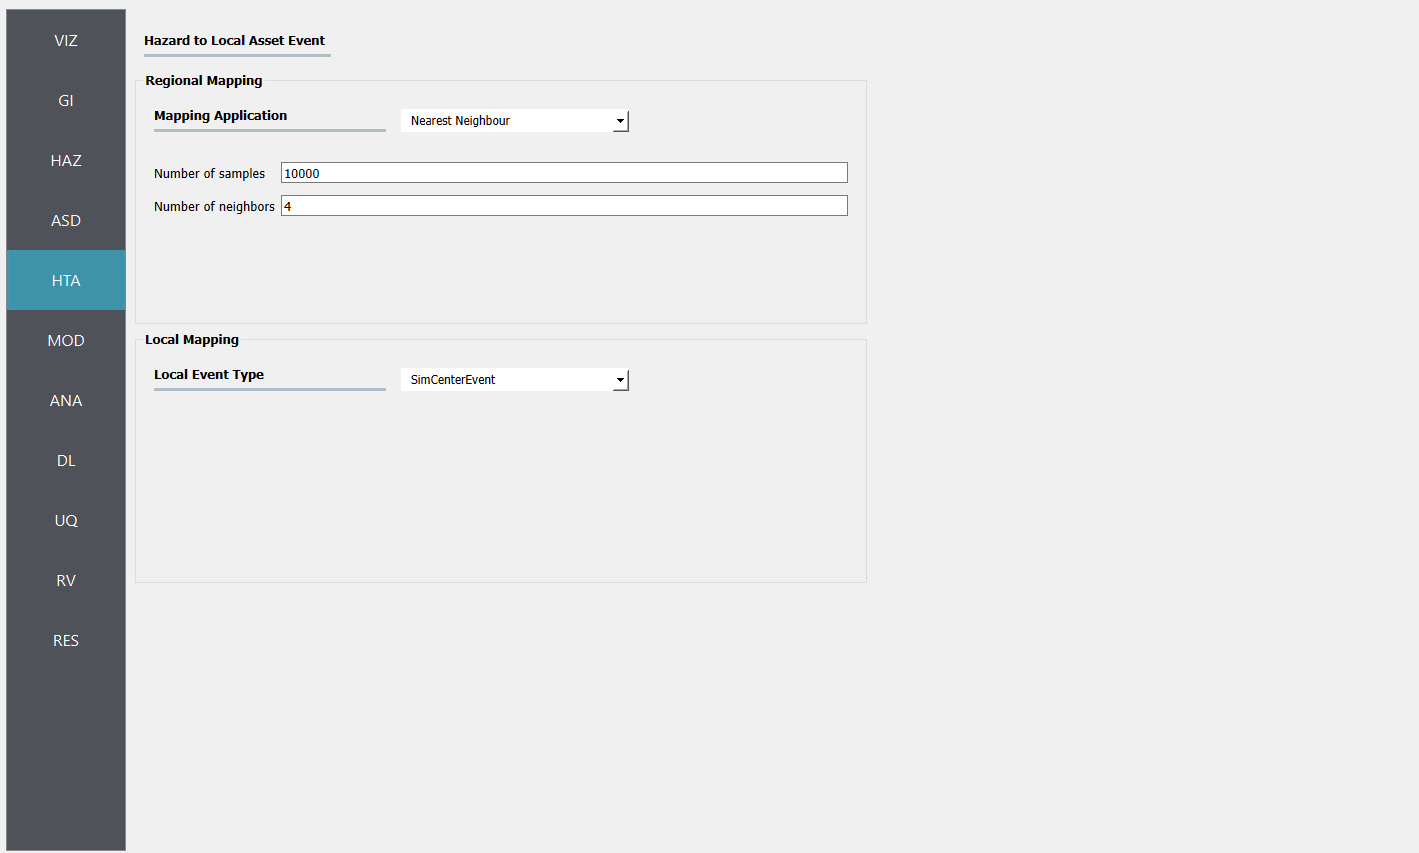 VIZ
GI
HAZ
ASD
HTA
MOD
ANA
DL
UQ
RV
RES
Hazard to Local Asset Event
Regional Mapping
Mapping Application Nearest Neighbour
Number of samples 10000
Number of neighbors 4
Local Mapping
Local Event Type SimCenterEvent